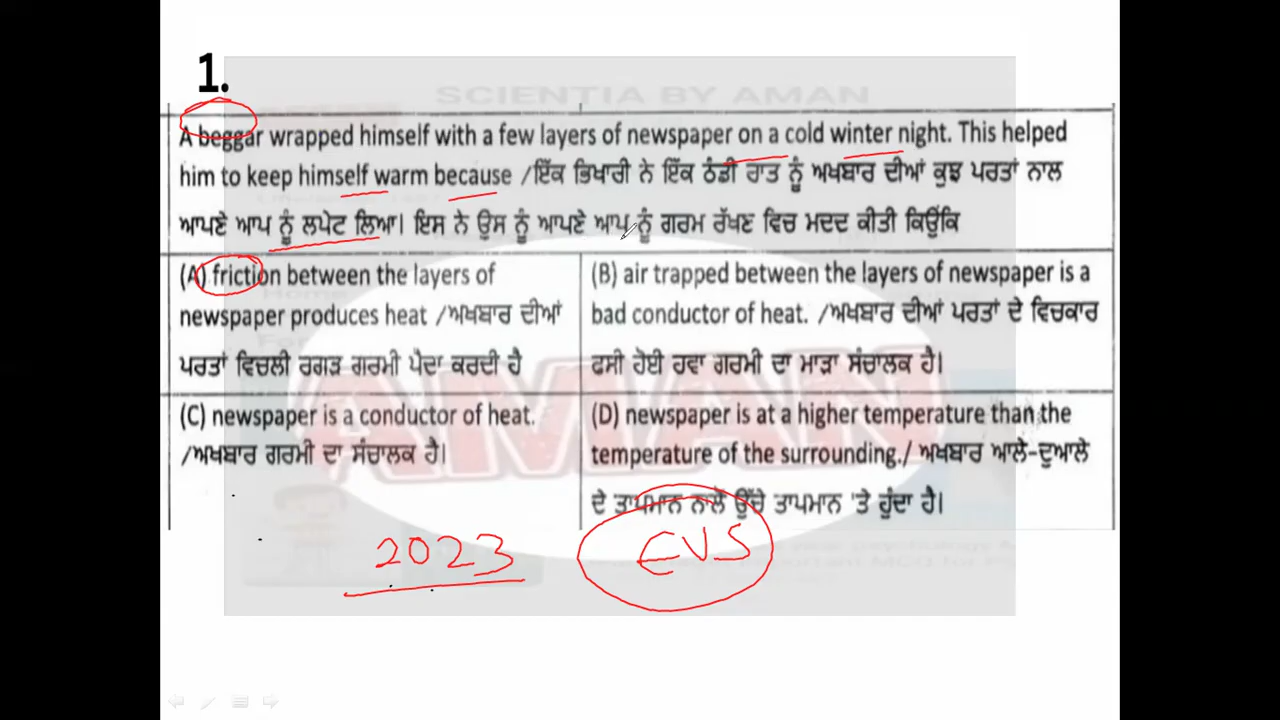 1.
SCIENTIA BY AMAN
A beggar wrapped himself with a few layers of newspaper on a cold winter night. This helped
him to keep himself warm because /ਇੱਕ ਭਿਖਾਰੀ ਨੇ ਇੱਕ ਠੰਡੀ ਰਾਤ ਨੂੰ ਅਖਬਾਰ ਦੀਆਂ ਕੁਝ ਪਰਤਾਂ ਨਾਲ
ਆਪਣੇ ਆਪ ਨੂੰ ਲਪੇਟ ਲਿਆ। ਇਸ ਨੇ ਉਸ ਨੂੰ ਆਪਣੇ ਆਪ ਨੂੰ ਗਰਮ ਰੱਖਣ ਵਿਚ ਮਦਦ ਕੀਤੀ ਕਿਉਂਕਿ
(A) friction between the layers of
newspaper produces heat /ਅਖਬਾਰ ਦੀਆਂ
ਪਰਤਾਂ ਵਿਚਲੀ ਰਗੜ ਗਰਮੀ ਪੈਦਾ ਕਰਦੀ ਹੈ
(B) air trapped between the layers of newspaper is a
bad conductor of heat. /ਅਖਬਾਰ ਦੀਆਂ ਪਰਤਾਂ ਦੇ ਵਿਚਕਾਰ
ਫਸੀ ਹੋਈ ਹਵਾ ਗਰਮੀ ਦਾ ਮਾੜਾ ਸੰਚਾਲਕ ਹੈ।
(C) newspaper is a conductor of heat.
/ਅਖਬਾਰ ਗਰਮੀ ਦਾ ਸੰਚਾਲਕ ਹੈ।
(D) newspaper is at a higher temperature than the
temperature of the surrounding./ ਅਖਬਾਰ ਆਲੇ-ਦੁਆਲੇ
ਦੇ ਤਾਪਮਾਨ ਨਾਲੋਂ ਉੱਚੇ ਤਾਪਮਾਨ 'ਤੇ ਹੁੰਦਾ ਹੈ।
AMAN
2023
EVS